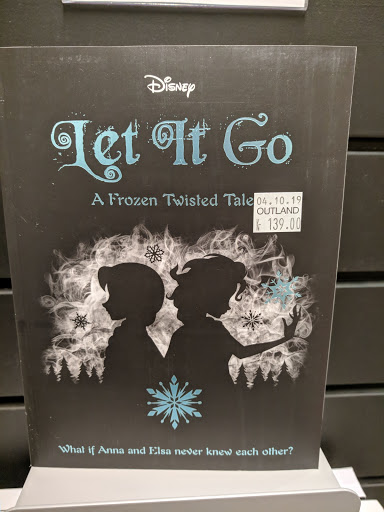 Disney
Let It Go
A Frozen Twisted Tale
04.10.19
OUTLAND
k 139.00
What if Anna and Elsa never knew each other?